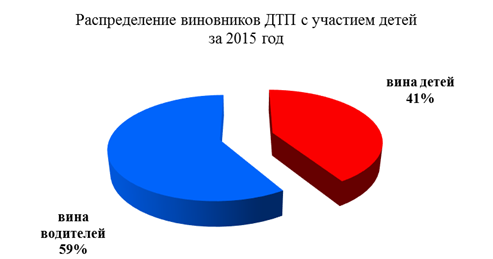 Распределение виновников ДТП с участием детей
за 2015 год
вина детей
41%
вина
водителей
59%